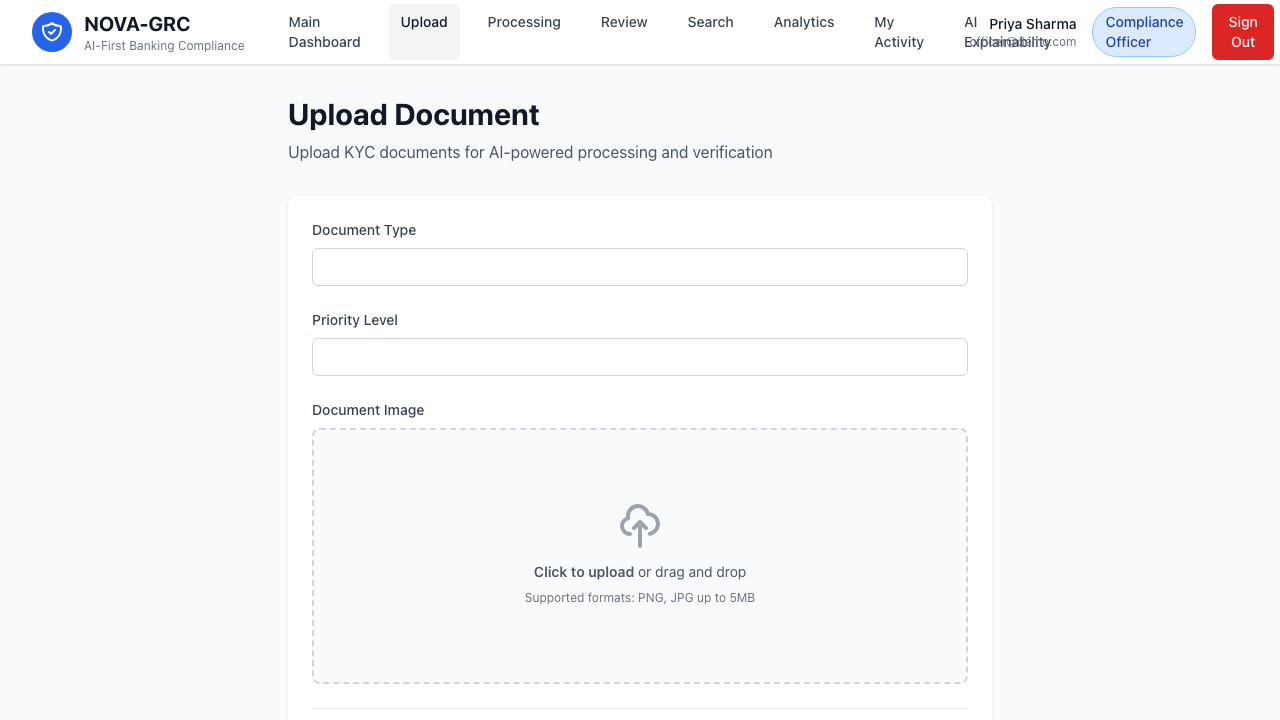 NOVA-GRC
AI-First Banking Compliance
Main
Dashboard
Upload
Processing
Review
Search
Analytics
My
Activity
AI
Explainability
Priya Sharma
Compliance
Officer
Sign
Out
Upload Document
Upload KYC documents for AI-powered processing and verification
Document Type
Priority Level
Document Image
Click to upload or drag and drop
Supported formats: PNG, JPG up to 5MB